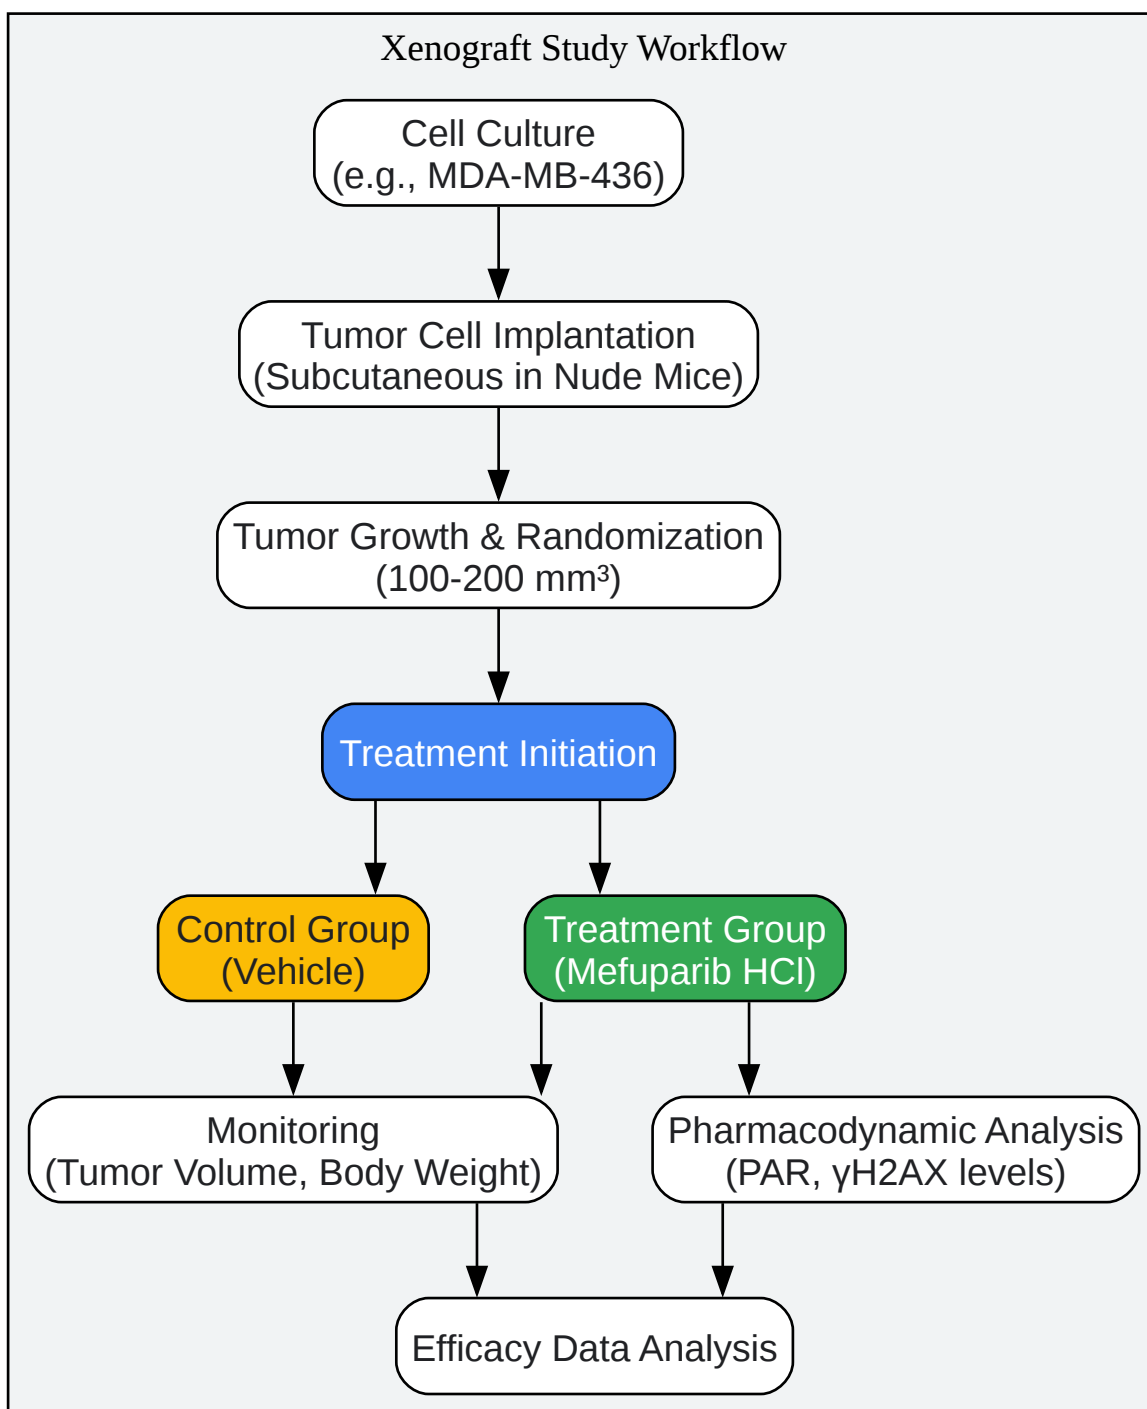 Xenograft Study Workflow
Cell Culture
(e.g., MDA-MB-436)
Tumor Cell Implantation
(Subcutaneous in Nude Mice)
Tumor Growth & Randomization
(100-200 mm³)
Treatment Initiation
Control Group
(Vehicle)
Treatment Group
(Mefuparib HCl)
Monitoring
(Tumor Volume, Body Weight)
Pharmacodynamic Analysis
(PAR, γH2AX levels)
Efficacy Data Analysis